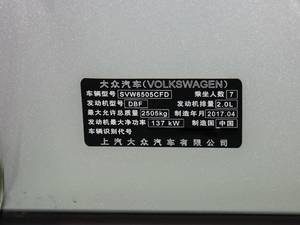 大众汽车(VOLKSWAGEN)
车辆型号 SVW6505CFD 乘坐人数 7
发动机型号 DBF 发动机排量 2.0L
最大允许总质量 2505kg 制造年月 2017.04
发动机最大净功率 137 kW 制造国 中国
车辆识别代号
上汽大众汽车有限公司